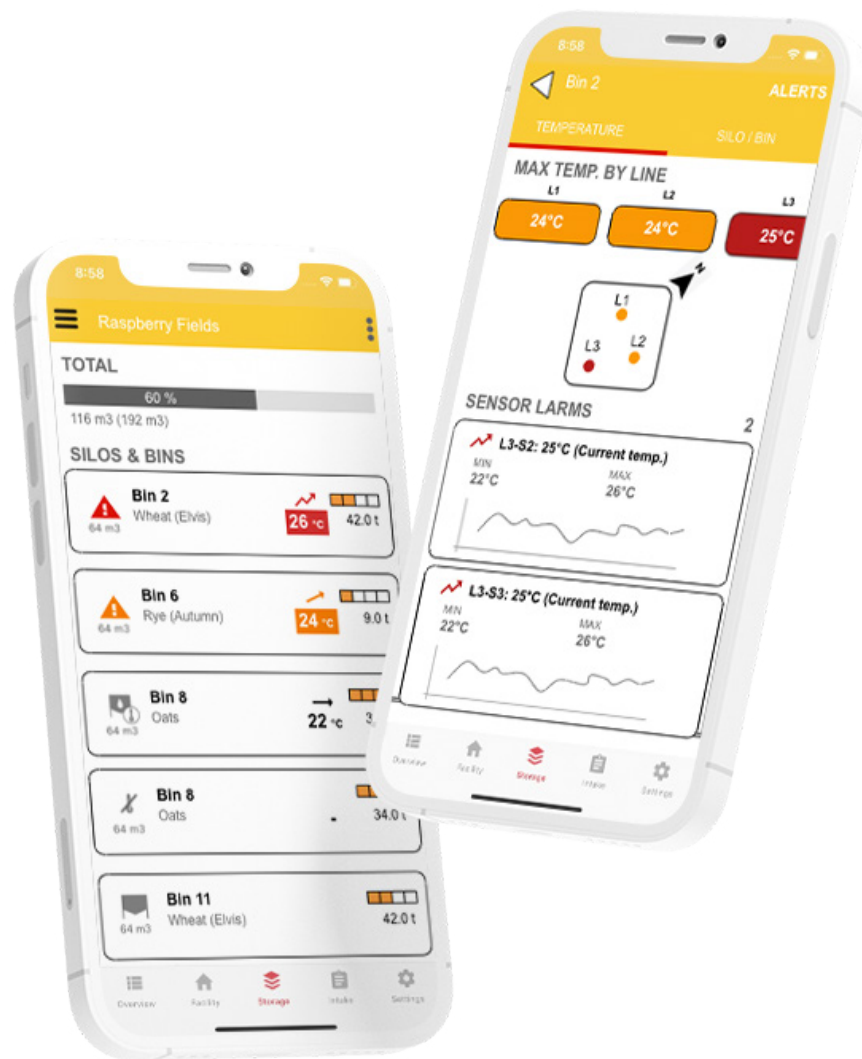 8:58
Raspberry Fields
TOTAL
60 %
116 m3 (192 m3)
SILOS & BINS
Bin 2
Wheat (Elvis)
64 m3
26 °C
42.0 t
Bin 6
Rye (Autumn)
64 m3
24 °C
9.0 t
Bin 8
Oats
64 m3
22 °C
Bin 8
Oats
64 m3
-
34.0 t
Bin 11
Wheat (Elvis)
64 m3
42.0 t
Overview Facility Storage Intake Settings
8:58
Bin 2 ALERTS
TEMPERATURE SILO / BIN
MAX TEMP. BY LINE
L1 L2 L3
24°C 24°C 25°C
N
L1
L3 L2
SENSOR LARMS 2
L3-S2: 25°C (Current temp.)
MIN MAX
22°C 26°C
L3-S3: 25°C (Current temp.)
MIN MAX
22°C 26°C
Overview Facility Storage Intake Settings